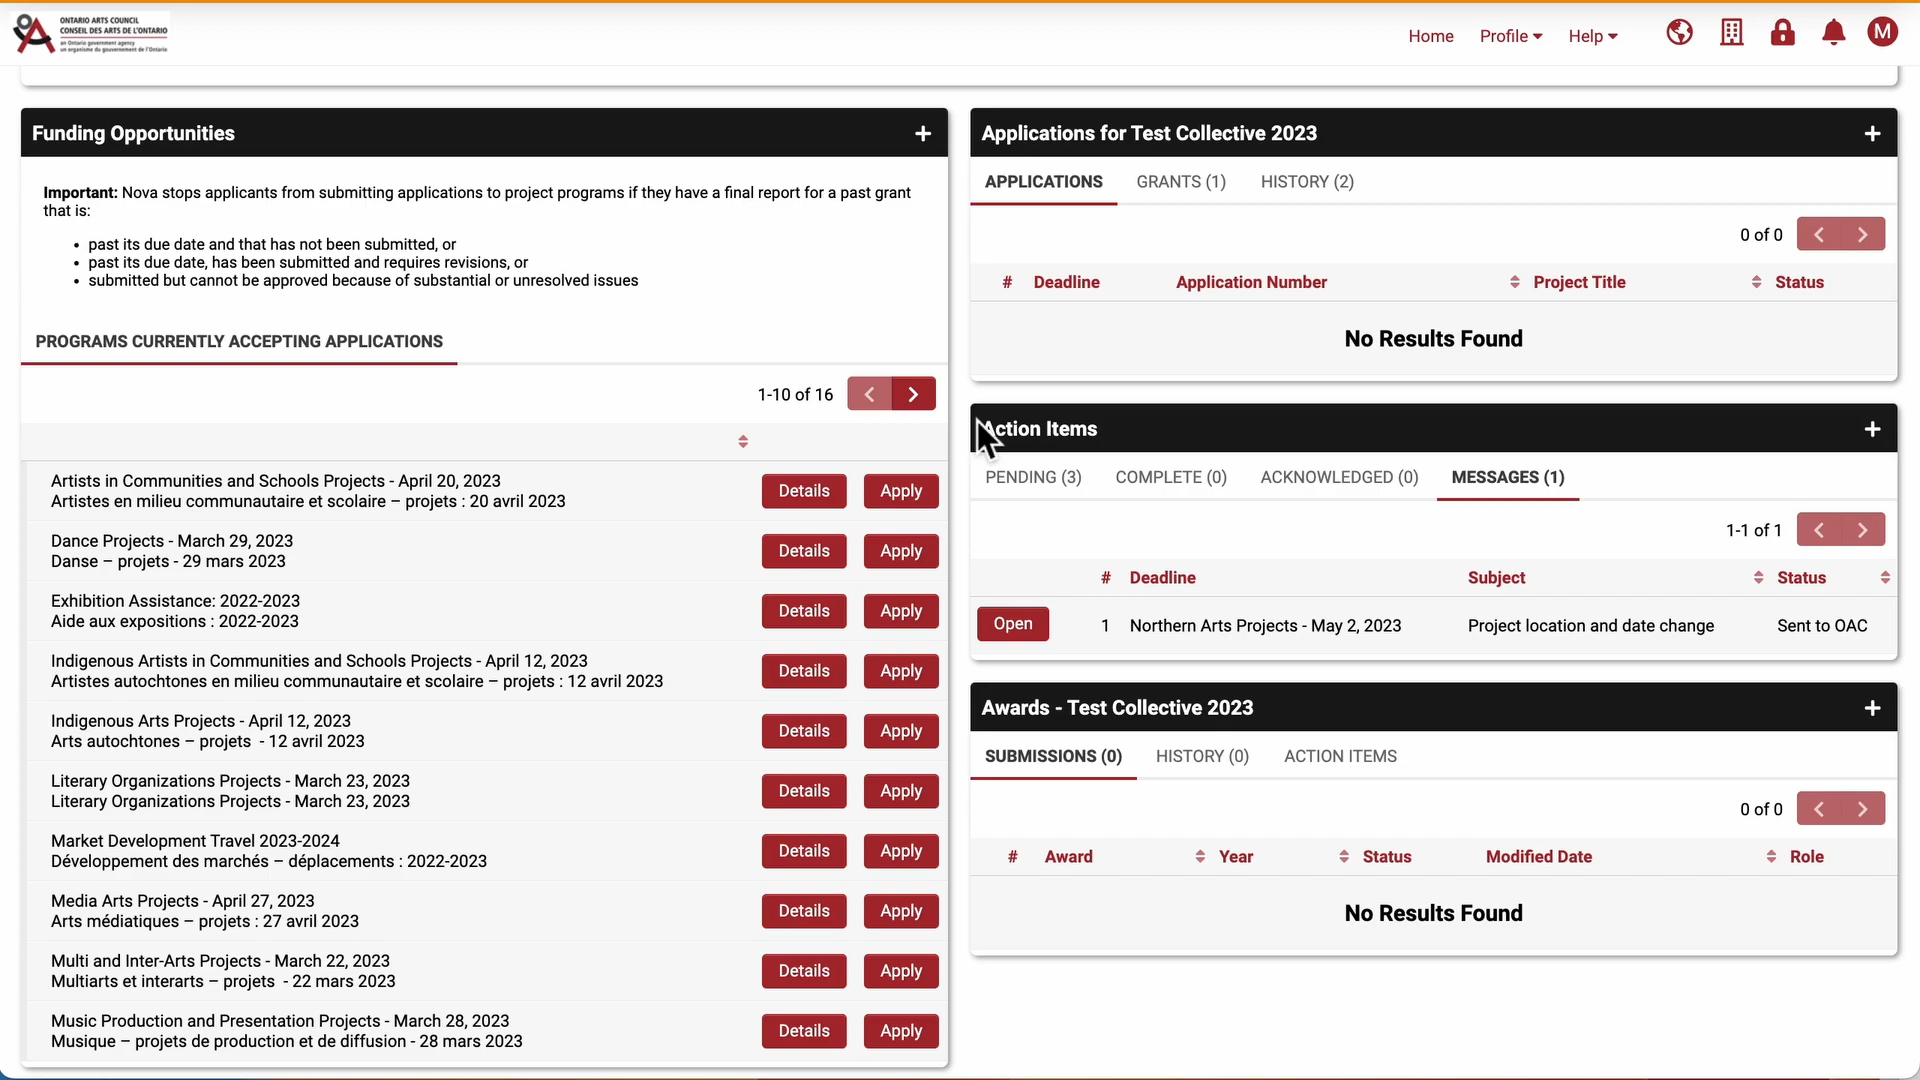 ONTARIO ARTS COUNCIL
CONSEIL DES ARTS DE L'ONTARIO
an Ontario government agency
un organisme du gouvernement de l'Ontario
Home
Profile
Help
M
Funding Opportunities
+
Important: Nova stops applicants from submitting applications to project programs if they have a final report for a past grant
that is:
• past its due date and that has not been submitted, or
• past its due date, has been submitted and requires revisions, or
• submitted but cannot be approved because of substantial or unresolved issues
PROGRAMS CURRENTLY ACCEPTING APPLICATIONS
1-10 of 16
Artists in Communities and Schools Projects - April 20, 2023
Artistes en milieu communautaire et scolaire – projets : 20 avril 2023
Details Apply
Dance Projects - March 29, 2023
Danse – projets - 29 mars 2023
Details Apply
Exhibition Assistance: 2022-2023
Aide aux expositions : 2022-2023
Details Apply
Indigenous Artists in Communities and Schools Projects - April 12, 2023
Artistes autochtones en milieu communautaire et scolaire – projets : 12 avril 2023
Details Apply
Indigenous Arts Projects - April 12, 2023
Arts autochtones – projets - 12 avril 2023
Details Apply
Literary Organizations Projects - March 23, 2023
Literary Organizations Projects - March 23, 2023
Details Apply
Market Development Travel 2023-2024
Développement des marchés – déplacements : 2022-2023
Details Apply
Media Arts Projects - April 27, 2023
Arts médiatiques – projets : 27 avril 2023
Details Apply
Multi and Inter-Arts Projects - March 22, 2023
Multiarts et interarts – projets - 22 mars 2023
Details Apply
Music Production and Presentation Projects - March 28, 2023
Musique – projets de production et de diffusion - 28 mars 2023
Details Apply
Applications for Test Collective 2023
+
APPLICATIONS GRANTS (1) HISTORY (2)
0 of 0
# Deadline Application Number Project Title Status
No Results Found
Action Items
+
PENDING (3) COMPLETE (0) ACKNOWLEDGED (0) MESSAGES (1)
1-1 of 1
# Deadline Subject Status
Open 1 Northern Arts Projects - May 2, 2023 Project location and date change Sent to OAC
Awards - Test Collective 2023
+
SUBMISSIONS (0) HISTORY (0) ACTION ITEMS
0 of 0
# Award Year Status Modified Date Role
No Results Found